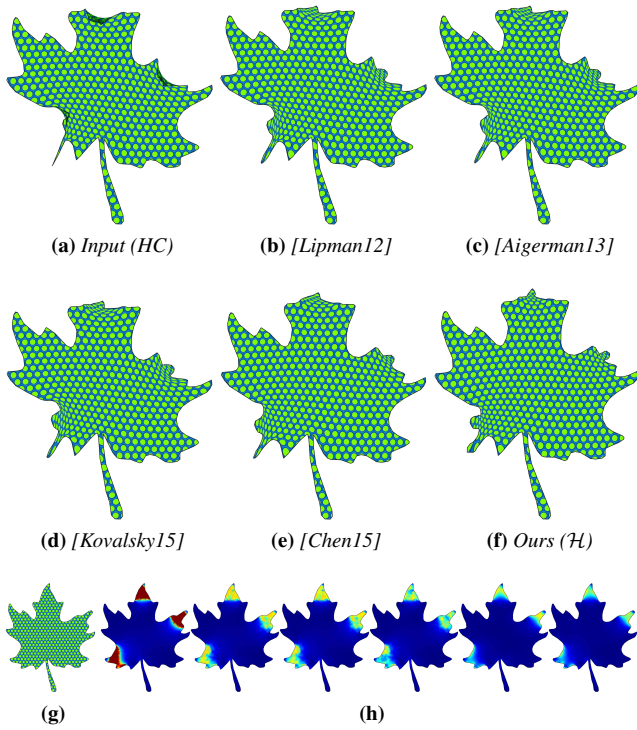 (a) Input (HC) (b) [Lipman12] (c) [Aigerman13]
(d) [Kovalsky15] (e) [Chen15] (f) Ours (ℋ)
(g) (h)